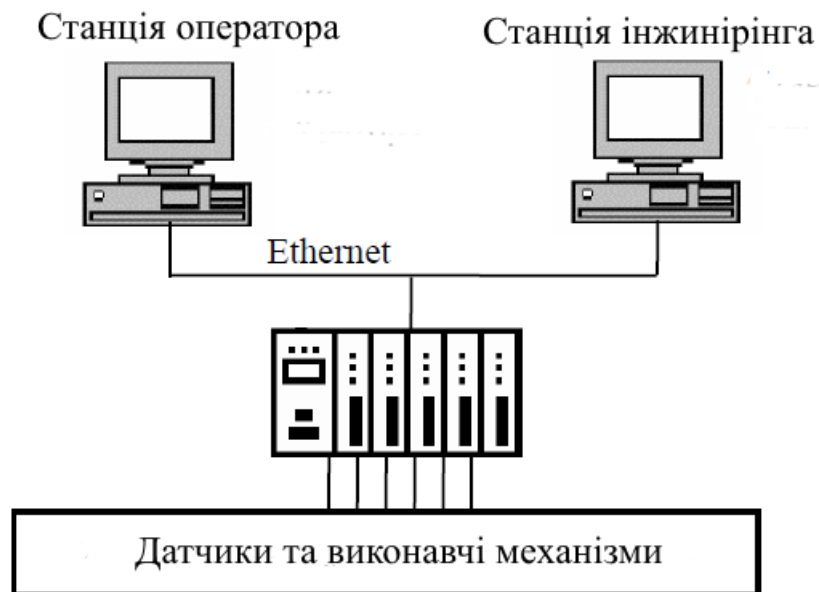 Станція оператора
Станція інжинірінга
Ethernet
Датчики та виконавчі механізми